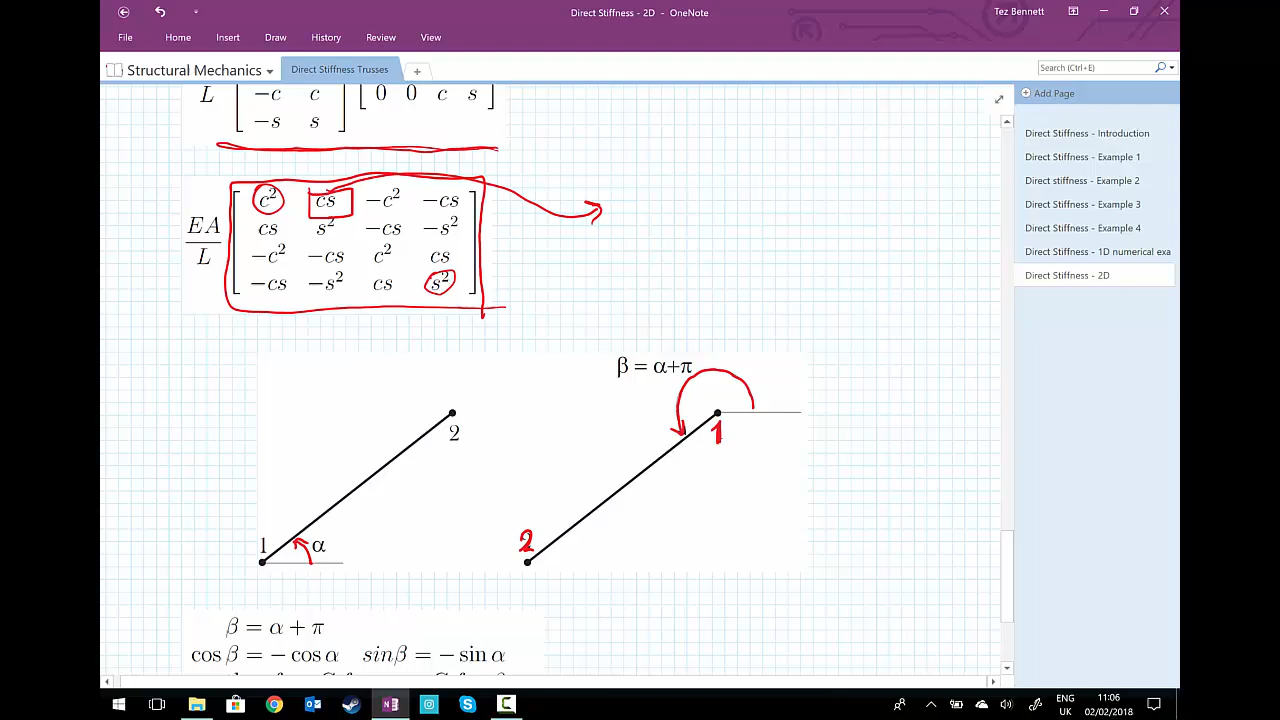 Direct Stiffness - 2D - OneNote
Tez Bennett
File Home Insert Draw History Review View
Structural Mechanics
Direct Stiffness Trusses
+
Search (Ctrl+E)
Add Page
Direct Stiffness - Introduction
Direct Stiffness - Example 1
Direct stiffness - Example 2
Direct Stiffness - Example 3
Direct Stiffness - Example 4
Direct Stiffness - 1D numerical exa
Direct Stiffness - 2D
L −c c 0 0 c s
−s s
c² cs −c² −cs
EA cs s² −cs −s²
L −c² −cs c² cs
−cs −s² cs s²
β = α+π
2
1
1
α
2
β = α + π
cos β = − cos α sinβ = − sin α
ENG
UK
11:06
02/02/2018